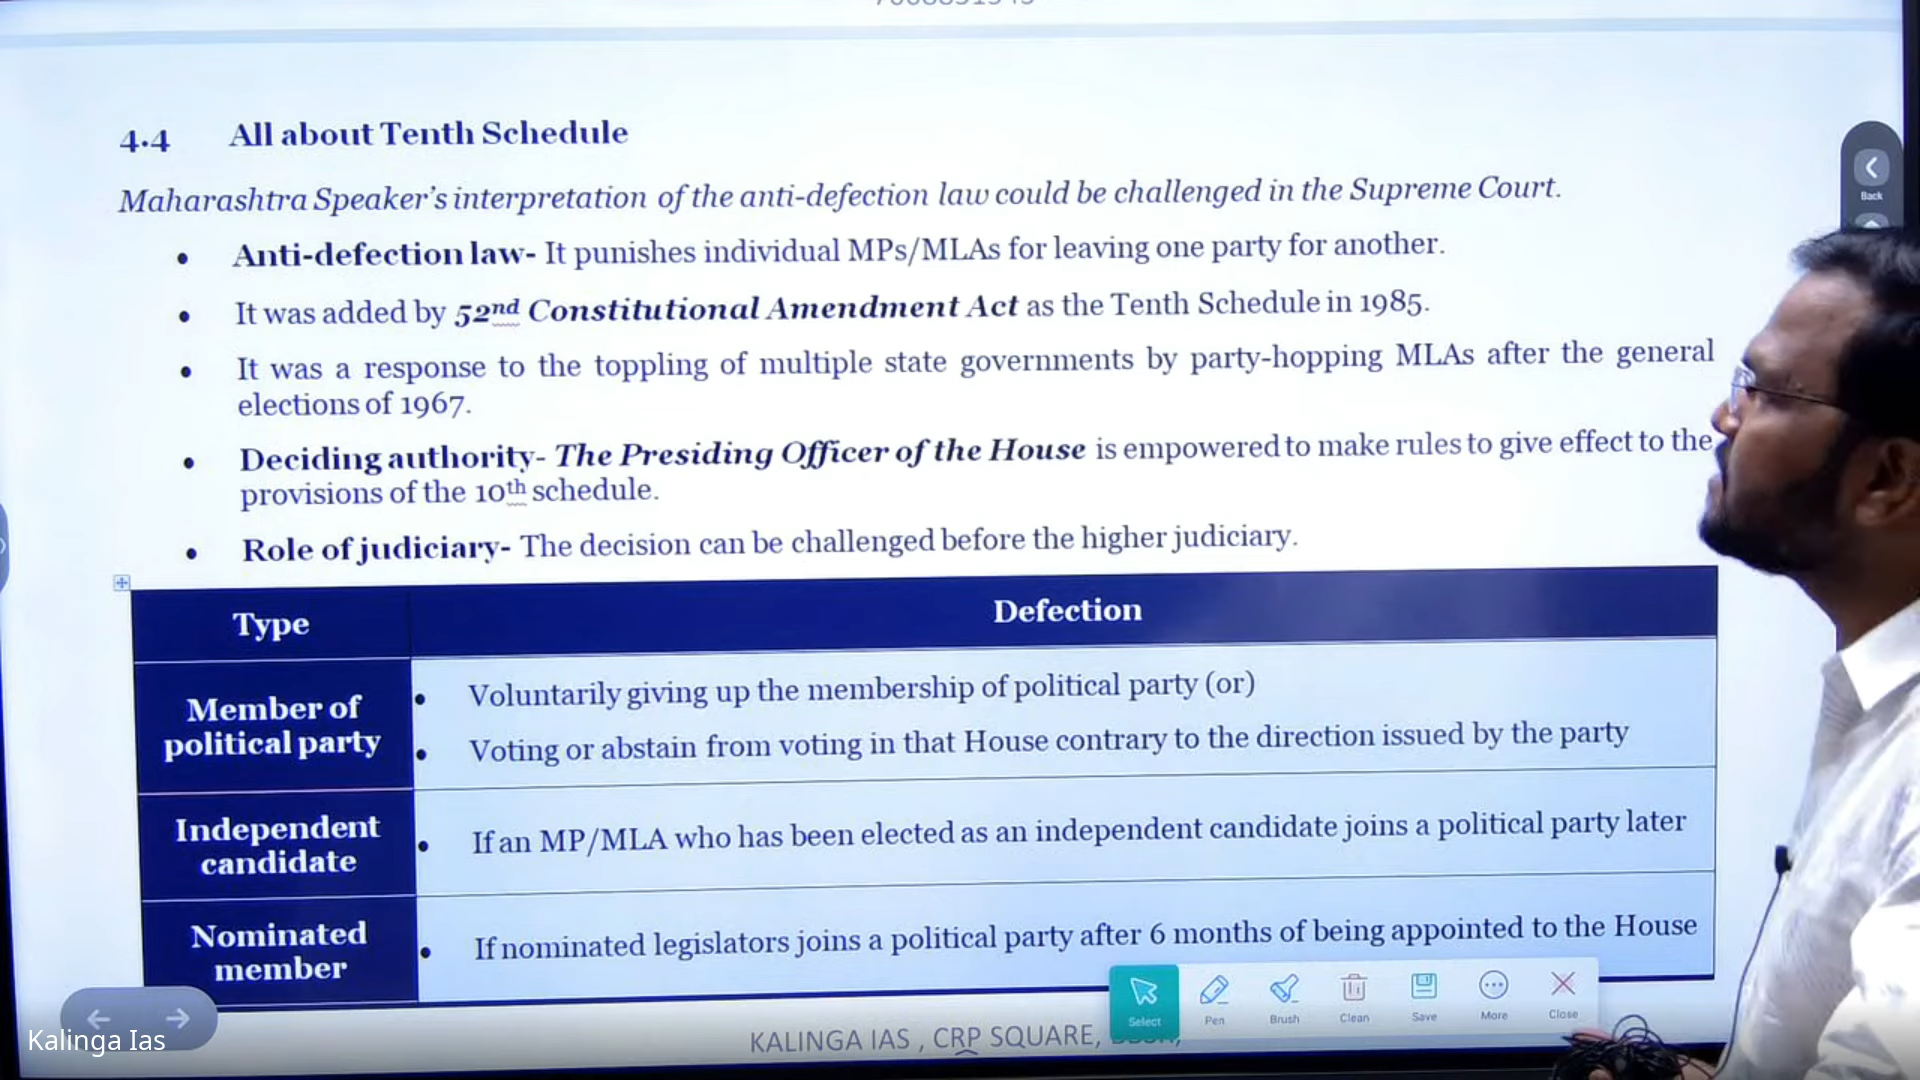 4.4 All about Tenth Schedule
Maharashtra Speaker's interpretation of the anti-defection law could be challenged in the Supreme Court.
• Anti-defection law- It punishes individual MPs/MLAs for leaving one party for another.
• It was added by 52nd Constitutional Amendment Act as the Tenth Schedule in 1985.
• It was a response to the toppling of multiple state governments by party-hopping MLAs after the general
elections of 1967.
• Deciding authority- The Presiding Officer of the House is empowered to make rules to give effect to the
provisions of the 10th schedule.
• Role of judiciary- The decision can be challenged before the higher judiciary.
Type Defection
Member of
political party
• Voluntarily giving up the membership of political party (or)
• Voting or abstain from voting in that House contrary to the direction issued by the party
Independent
candidate
• If an MP/MLA who has been elected as an independent candidate joins a political party later
Nominated
member
• If nominated legislators joins a political party after 6 months of being appointed to the House
Back
Select Pen Brush Clean Save More Close
KALINGA IAS , CRP SQUARE,
Kalinga Ias